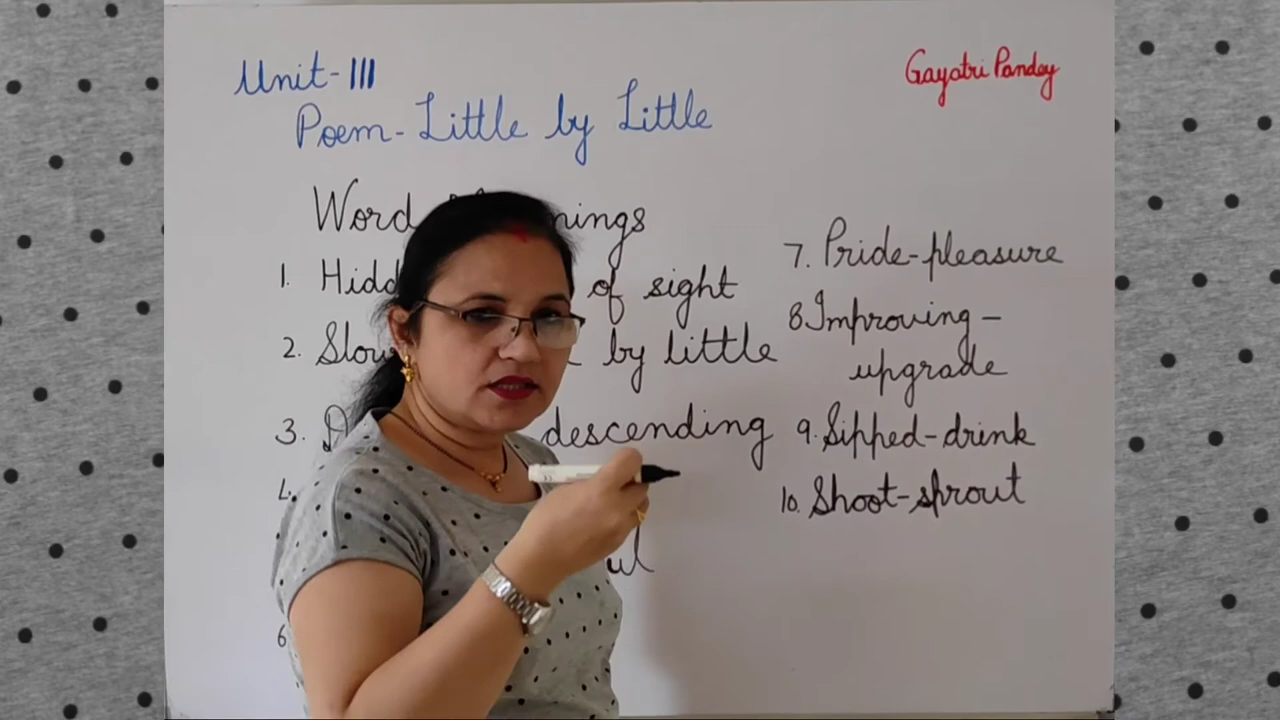 Unit-III
Gayatri Pandey
Poem-Little by Little
Word
1. of sight
2. by little
3. descending
7. Pride-pleasure
8. Improving-
upgrade
9. Sipped-drink
10. Shoot-sprout